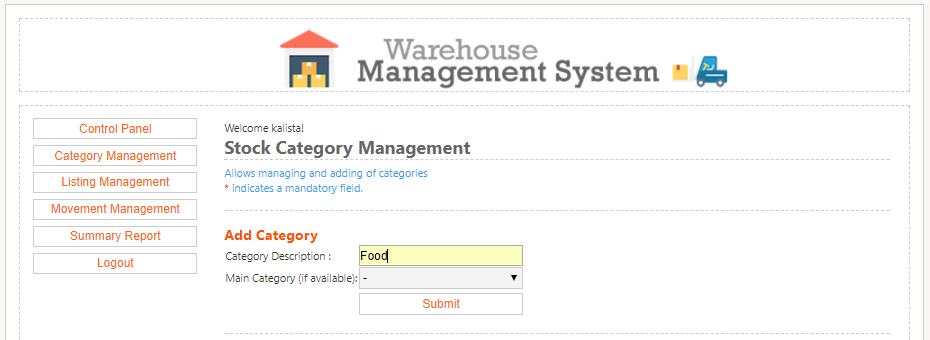 Warehouse
Management System
Control Panel
Category Management
Listing Management
Movement Management
Summary Report
Logout
Welcome kalista!
Stock Category Management
Allows managing and adding of categories
* indicates a mandatory field.
Add Category
Category Description : Food
Main Category (if available): -
Submit